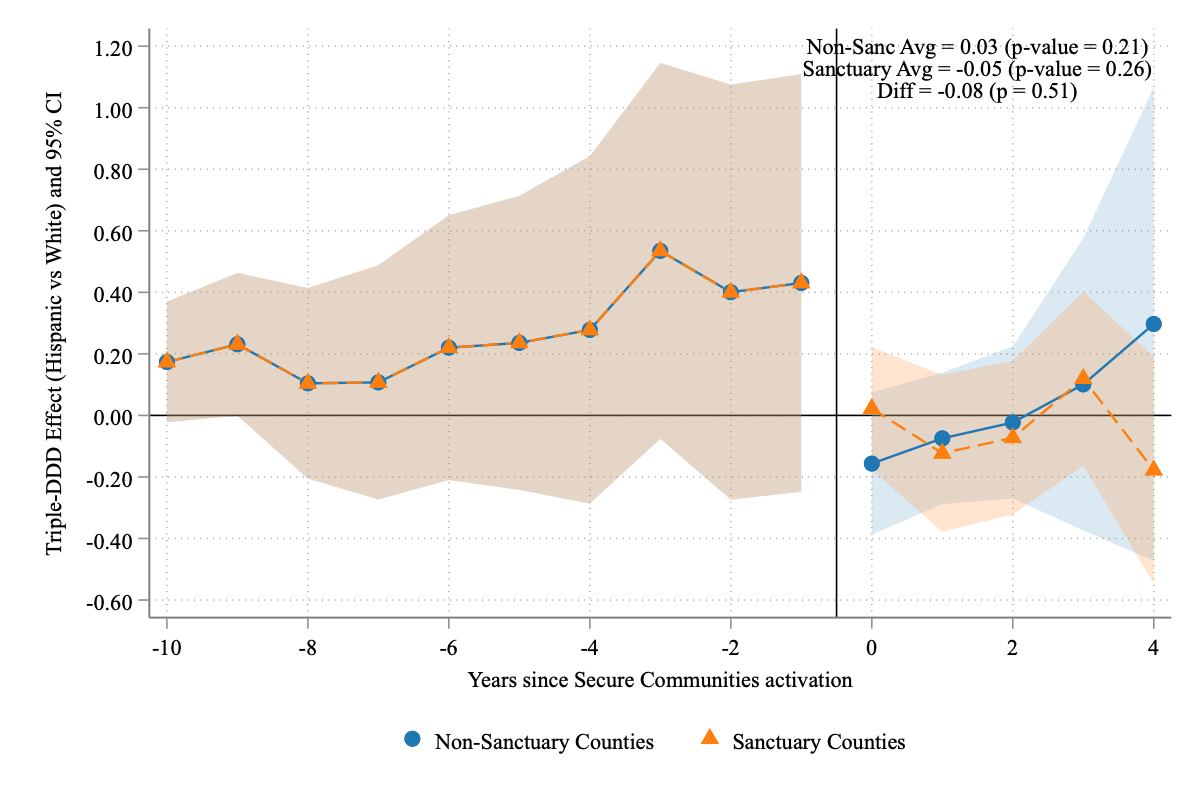 Non-Sanc Avg = 0.03 (p-value = 0.21)
Sanctuary Avg = -0.05 (p-value = 0.26)
Diff = -0.08 (p = 0.51)
Triple-DDD Effect (Hispanic vs White) and 95% CI
1.20
1.00
0.80
0.60
0.40
0.20
0.00
-0.20
-0.40
-0.60
-10 -8 -6 -4 -2 0 2 4
Years since Secure Communities activation
Non-Sanctuary Counties Sanctuary Counties